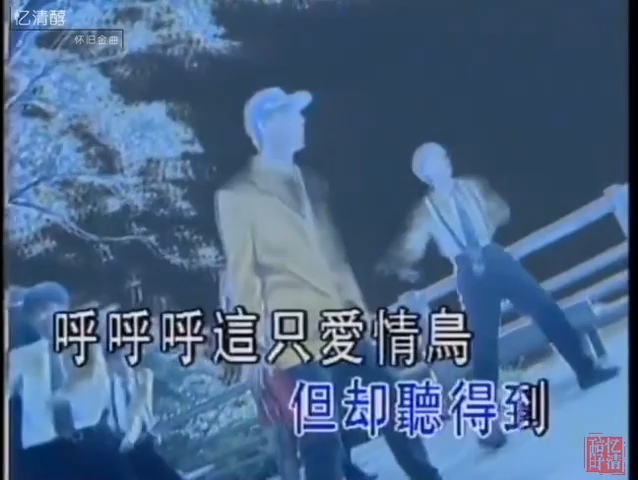 忆清醇
怀旧金曲
呼呼呼這只愛情鳥
但却聽得到